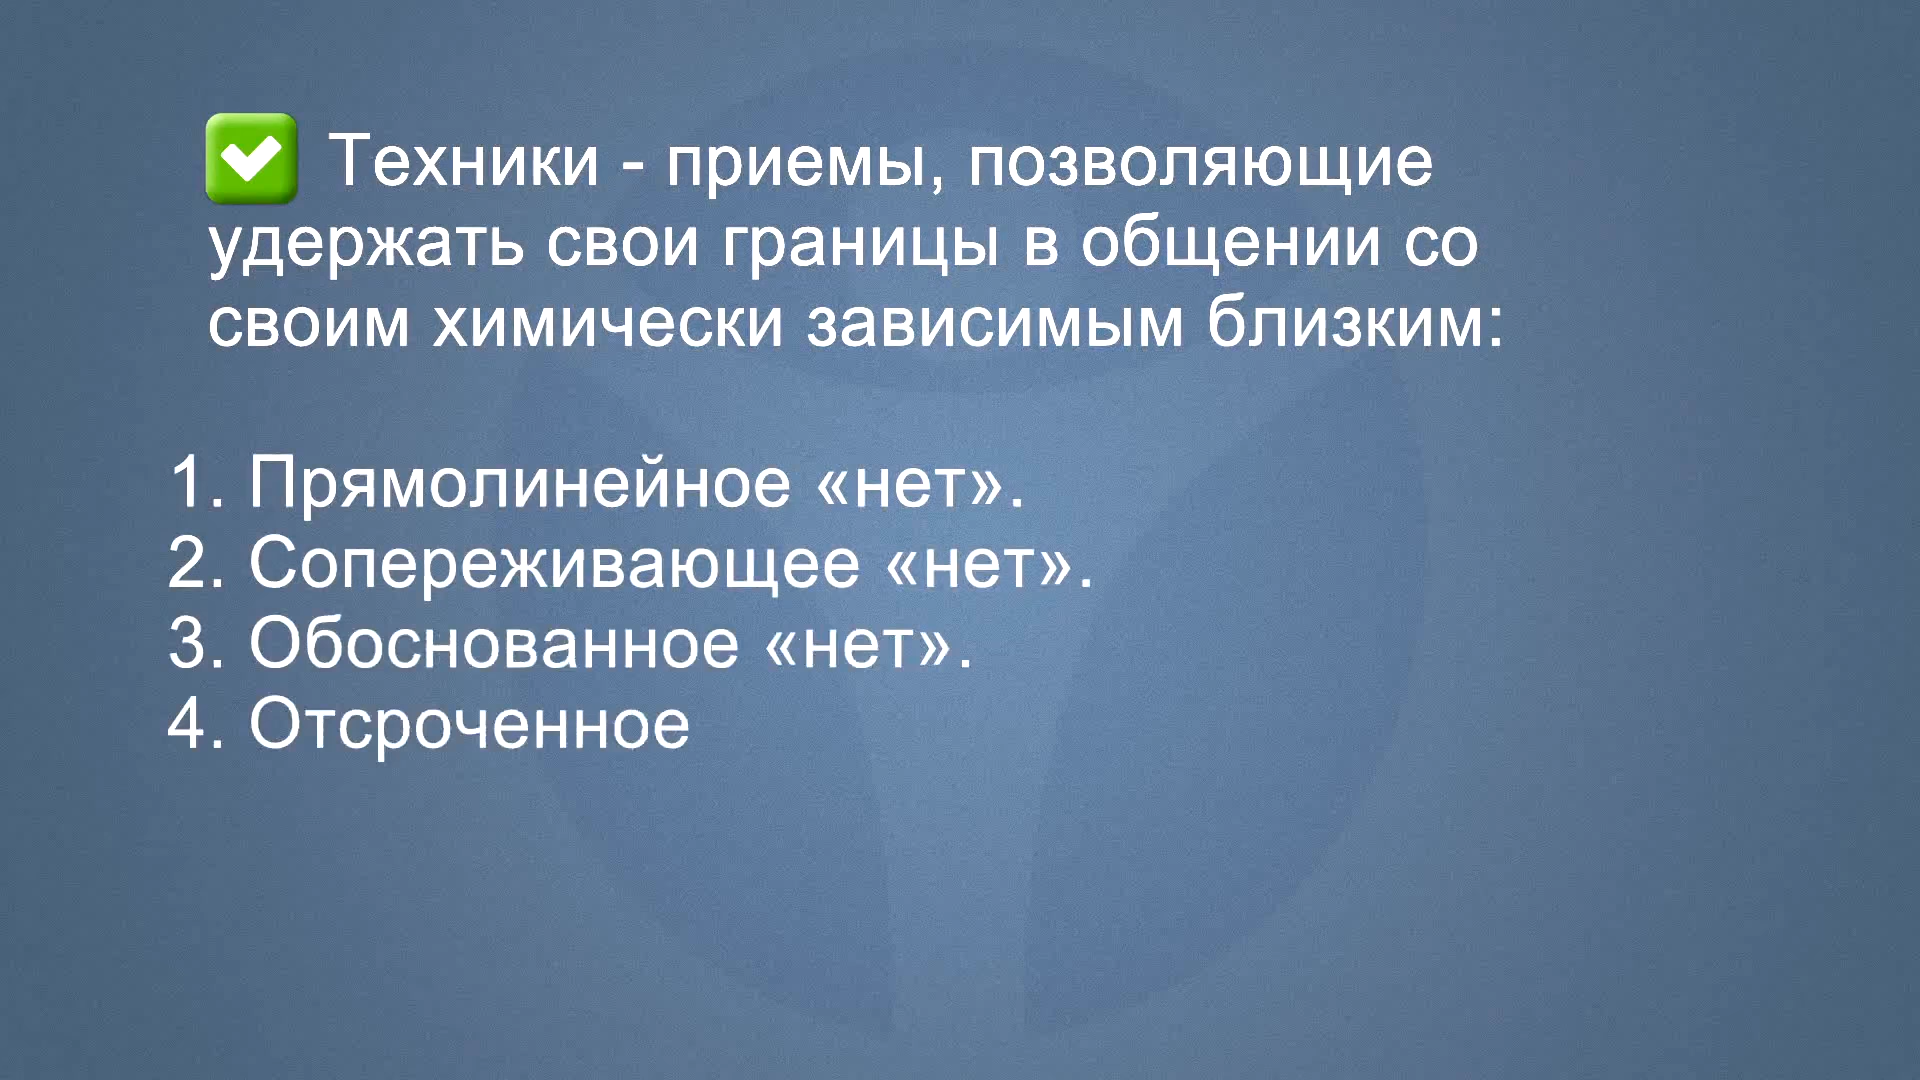 ✅ Техники - приемы, позволяющие
удержать свои границы в общении со
своим химически зависимым близким:
1. Прямолинейное «нет».
2. Сопереживающее «нет».
3. Обоснованное «нет».
4. Отсроченное